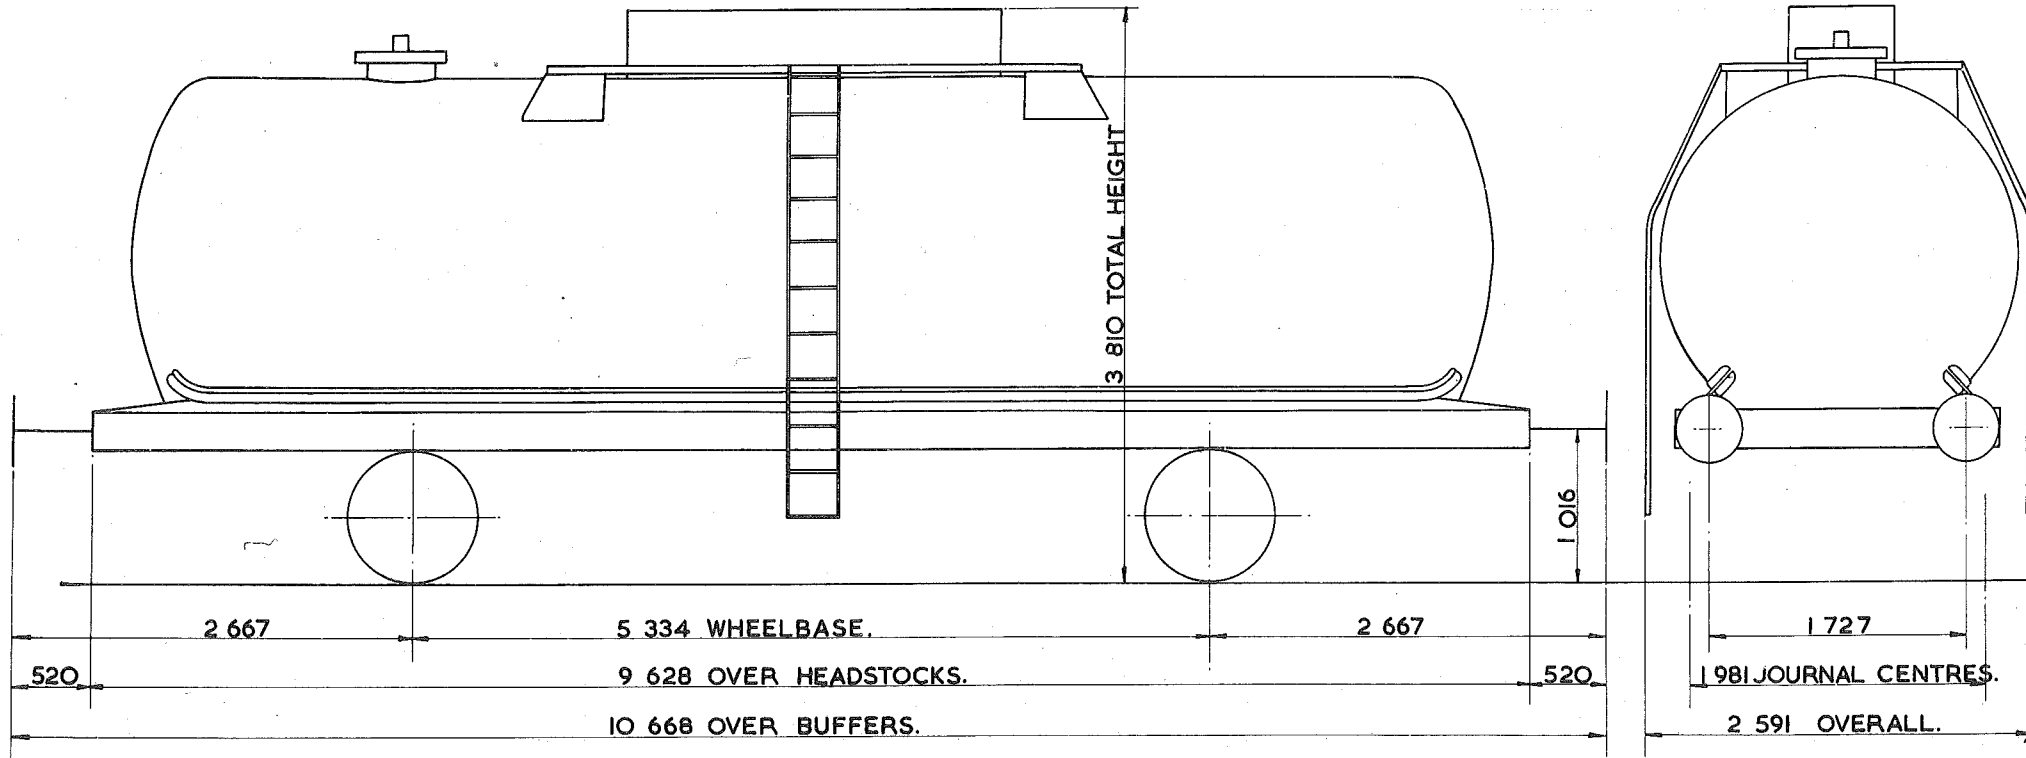 3 810 TOTAL HEIGHT
1 016
2 667
5 334 WHEELBASE.
2 667
1 727
520
9 628 OVER HEADSTOCKS.
520
1 981 JOURNAL CENTRES.
10 668 OVER BUFFERS.
2 591 OVERALL.